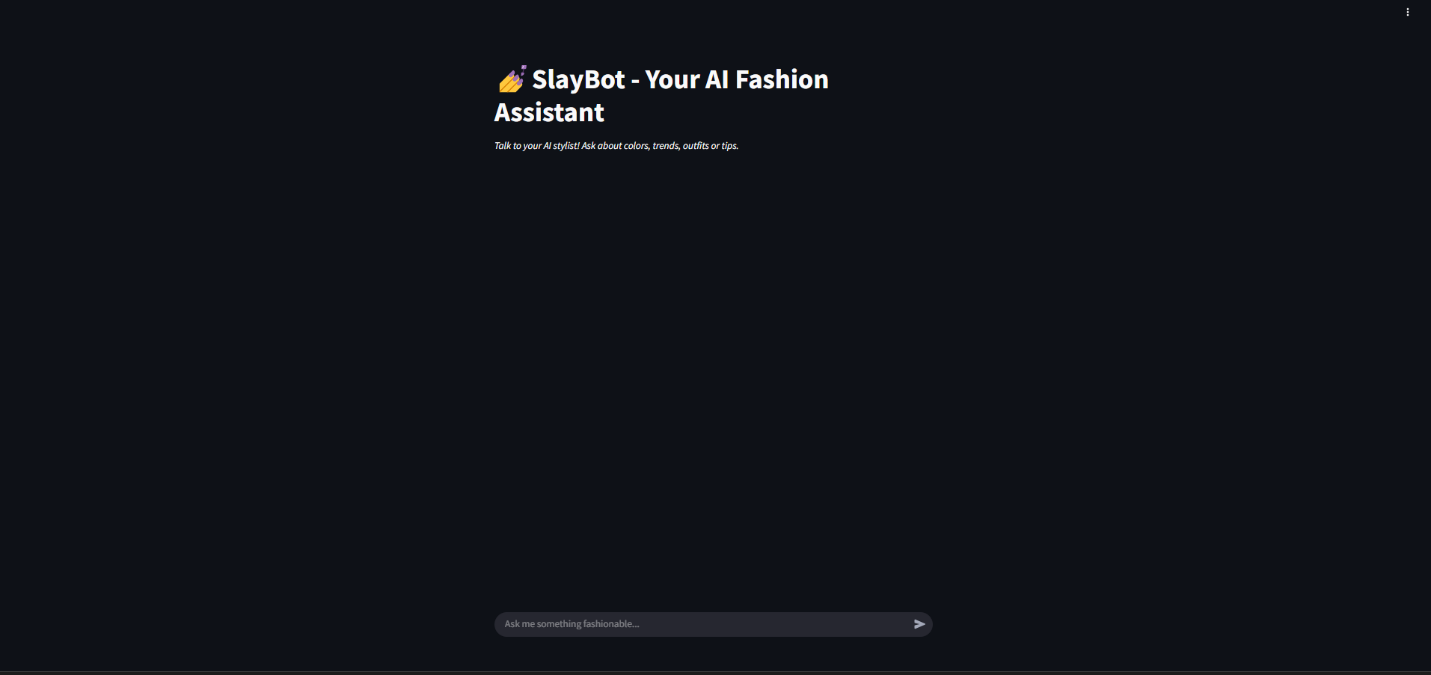 💅 SlayBot - Your AI Fashion
Assistant
Talk to your AI stylist! Ask about colors, trends, outfits or tips.
Ask me something fashionable...